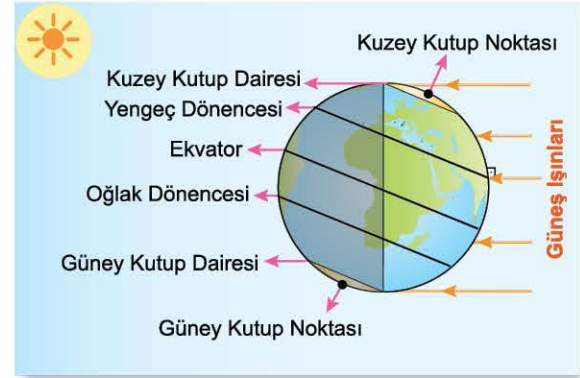 Kuzey Kutup Noktası
Kuzey Kutup Dairesi
Yengeç Dönencesi
Ekvator
Oğlak Dönencesi
Güney Kutup Dairesi
Güney Kutup Noktası
Güneş Işınları